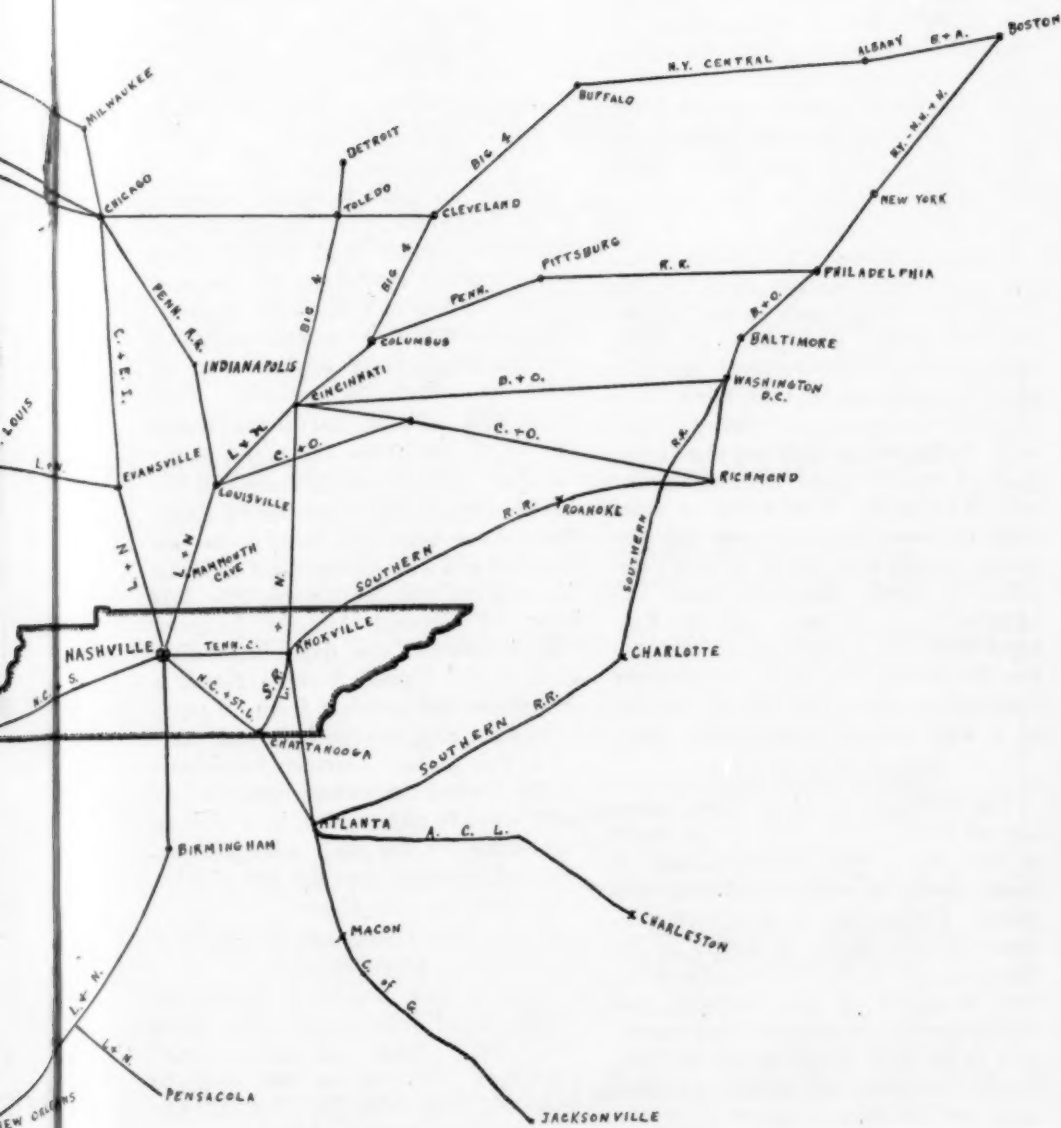 BOSTON
ALBANY
B + A.
N.Y. CENTRAL
BUFFALO
MILWAUKEE
DETROIT
BIG 4
N.Y. - N.H. + H.
CHICAGO
TOLEDO
CLEVELAND
NEW YORK
BIG 4
BIG 4
PITTSBURG
PENN.
R. R.
PHILADELPHIA
PENN. R.R.
B. + O.
COLUMBUS
BALTIMORE
C. + E. I.
INDIANAPOLIS
CINCINNATI
B. + O.
WASHINGTON
D.C.
LOUIS
L + N
C. + O.
C. + O.
R.R.
L + N.
EVANSVILLE
LOUISVILLE
RICHMOND
R. R.
ROANOKE
SOUTHERN
SOUTHERN
L + N
L + N
MAMMOTH
CAVE
L. + N.
NASHVILLE
TENN. C.
KNOXVILLE
CHARLOTTE
N.C. + S.
N.C. + ST. L
S. R.
CHATTANOOGA
SOUTHERN R.R.
ATLANTA
A. C. L.
BIRMINGHAM
CHARLESTON
MACON
C. of G.
L. + N.
L + N.
PENSACOLA
NEW ORLEANS
JACKSONVILLE